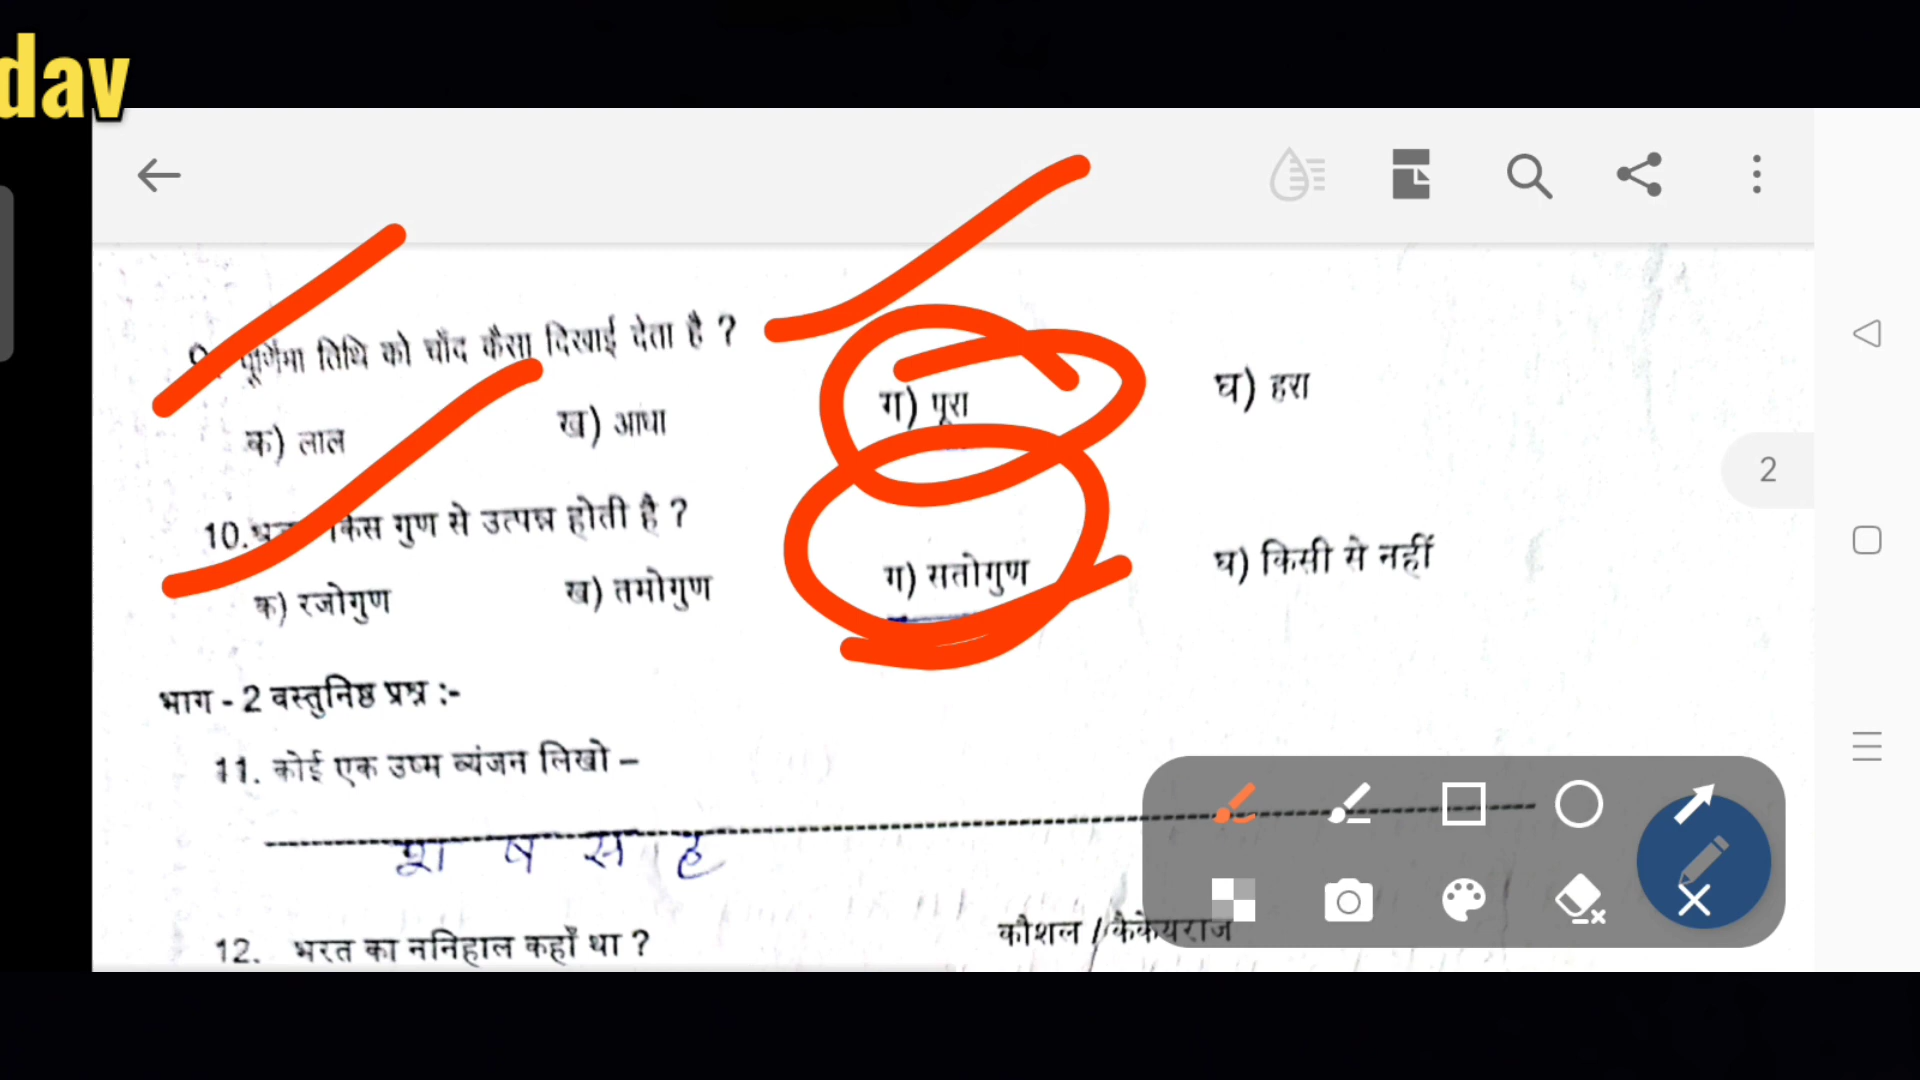 dav
9. पूर्णिमा तिथि को चाँद कैसा दिखाई देता है ?
क) लाल ख) आधा ग) पूरा घ) हरा
2
10. किस गुण से उत्पन्न होती है ?
क) रजोगुण ख) तमोगुण ग) सतोगुण घ) किसी से नहीं
भाग - 2 वस्तुनिष्ठ प्रश्न :-
11. कोई एक उष्म व्यंजन लिखो –
श ष स ह
12. भरत का ननिहाल कहाँ था ? कौशल / कैकेयराज